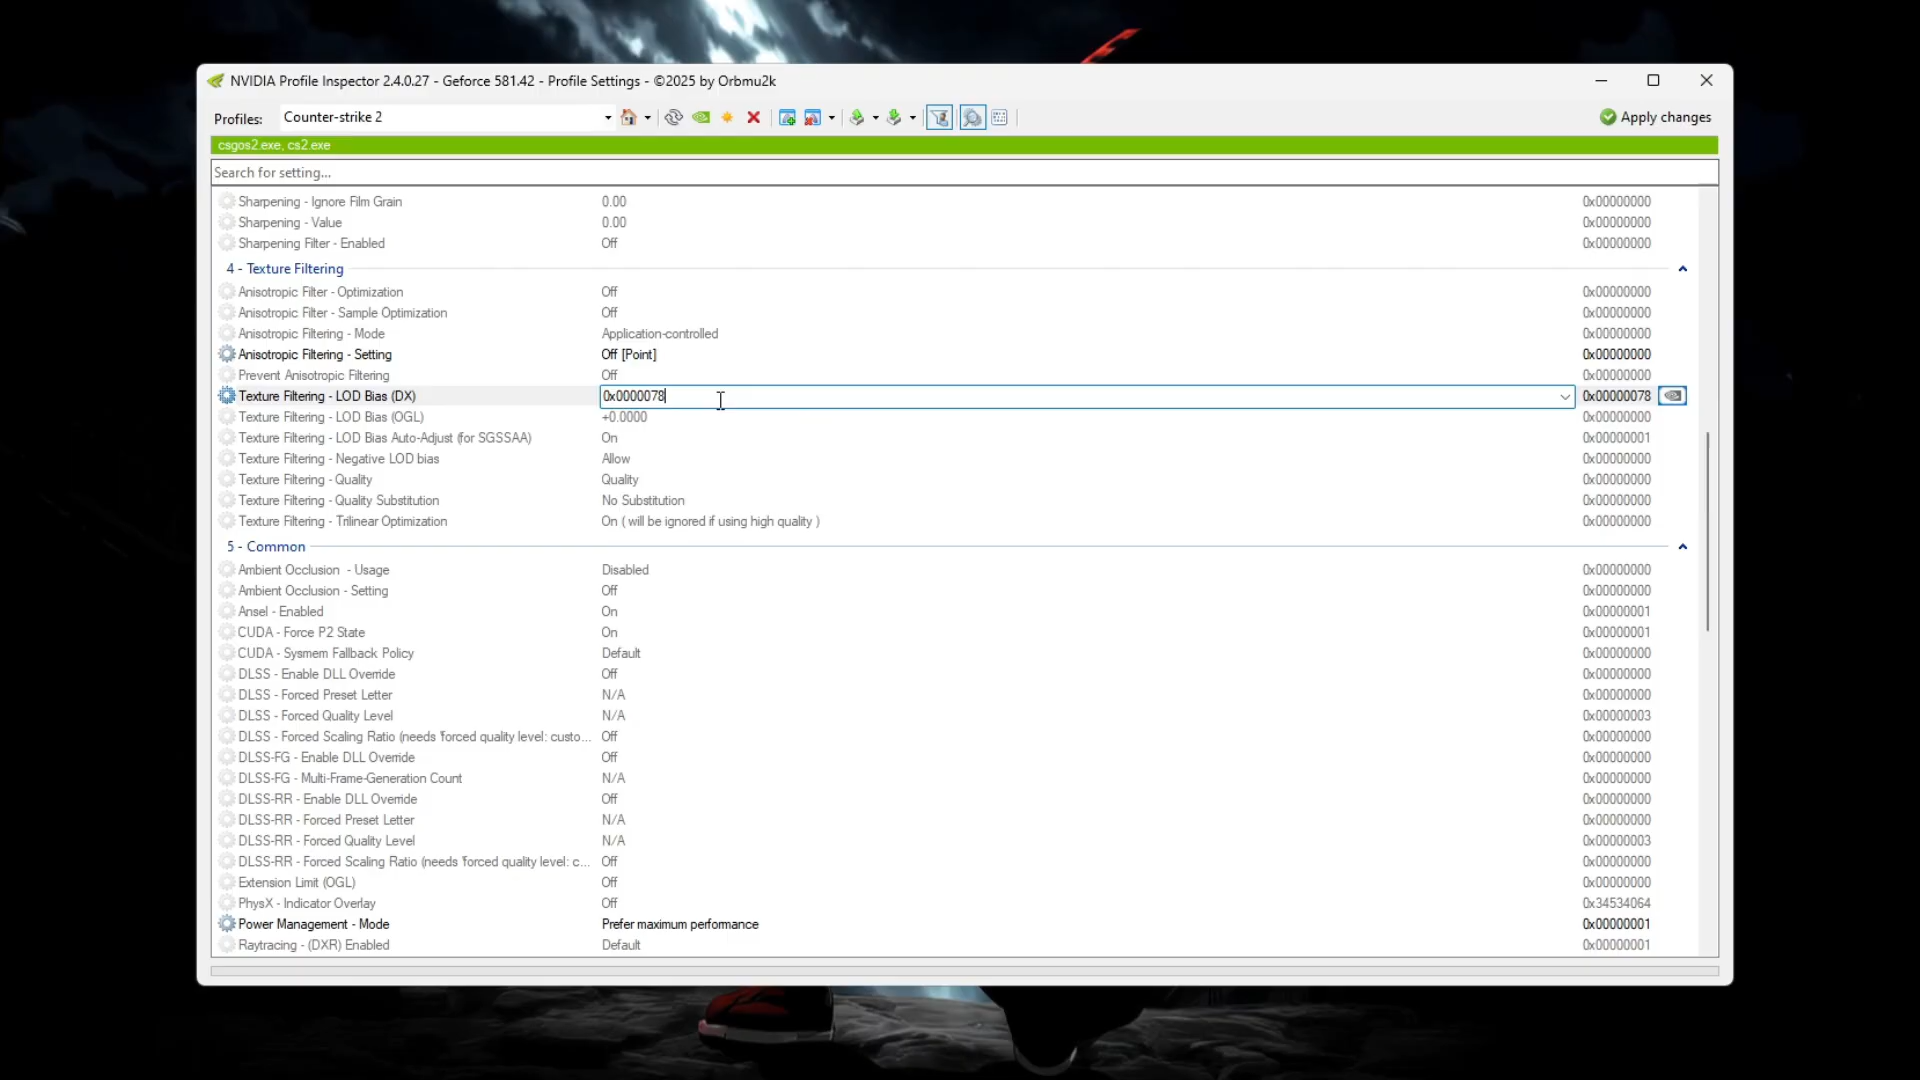 NVIDIA Profile Inspector 2.4.0.27 - Geforce 581.42 - Profile Settings - ©2025 by Orbmu2k
Profiles: Counter-strike 2 Apply changes
csgos2.exe, cs2.exe
Search for setting...
Sharpening - Ignore Film Grain 0.00 0x00000000
Sharpening - Value 0.00 0x00000000
Sharpening Filter - Enabled Off 0x00000000
4 - Texture Filtering
Anisotropic Filter - Optimization Off 0x00000000
Anisotropic Filter - Sample Optimization Off 0x00000000
Anisotropic Filtering - Mode Application-controlled 0x00000000
Anisotropic Filtering - Setting Off [Point] 0x00000000
Prevent Anisotropic Filtering Off 0x00000000
Texture Filtering - LOD Bias (DX) 0x0000078 0x00000078
Texture Filtering - LOD Bias (OGL) +0.0000 0x00000000
Texture Filtering - LOD Bias Auto-Adjust (for SGSSAA) On 0x00000001
Texture Filtering - Negative LOD bias Allow 0x00000000
Texture Filtering - Quality Quality 0x00000000
Texture Filtering - Quality Substitution No Substitution 0x00000000
Texture Filtering - Trilinear Optimization On ( will be ignored if using high quality ) 0x00000000
5 - Common
Ambient Occlusion - Usage Disabled 0x00000000
Ambient Occlusion - Setting Off 0x00000000
Ansel - Enabled On 0x00000001
CUDA - Force P2 State On 0x00000001
CUDA - Sysmem Fallback Policy Default 0x00000000
DLSS - Enable DLL Override Off 0x00000000
DLSS - Forced Preset Letter N/A 0x00000000
DLSS - Forced Quality Level N/A 0x00000003
DLSS - Forced Scaling Ratio (needs 'forced quality level: custo... Off 0x00000000
DLSS-FG - Enable DLL Override Off 0x00000000
DLSS-FG - Multi-Frame-Generation Count N/A 0x00000000
DLSS-RR - Enable DLL Override Off 0x00000000
DLSS-RR - Forced Preset Letter N/A 0x00000000
DLSS-RR - Forced Quality Level N/A 0x00000003
DLSS-RR - Forced Scaling Ratio (needs 'forced quality level: c... Off 0x00000000
Extension Limit (OGL) Off 0x00000000
PhysX - Indicator Overlay Off 0x34534064
Power Management - Mode Prefer maximum performance 0x00000001
Raytracing - (DXR) Enabled Default 0x00000001